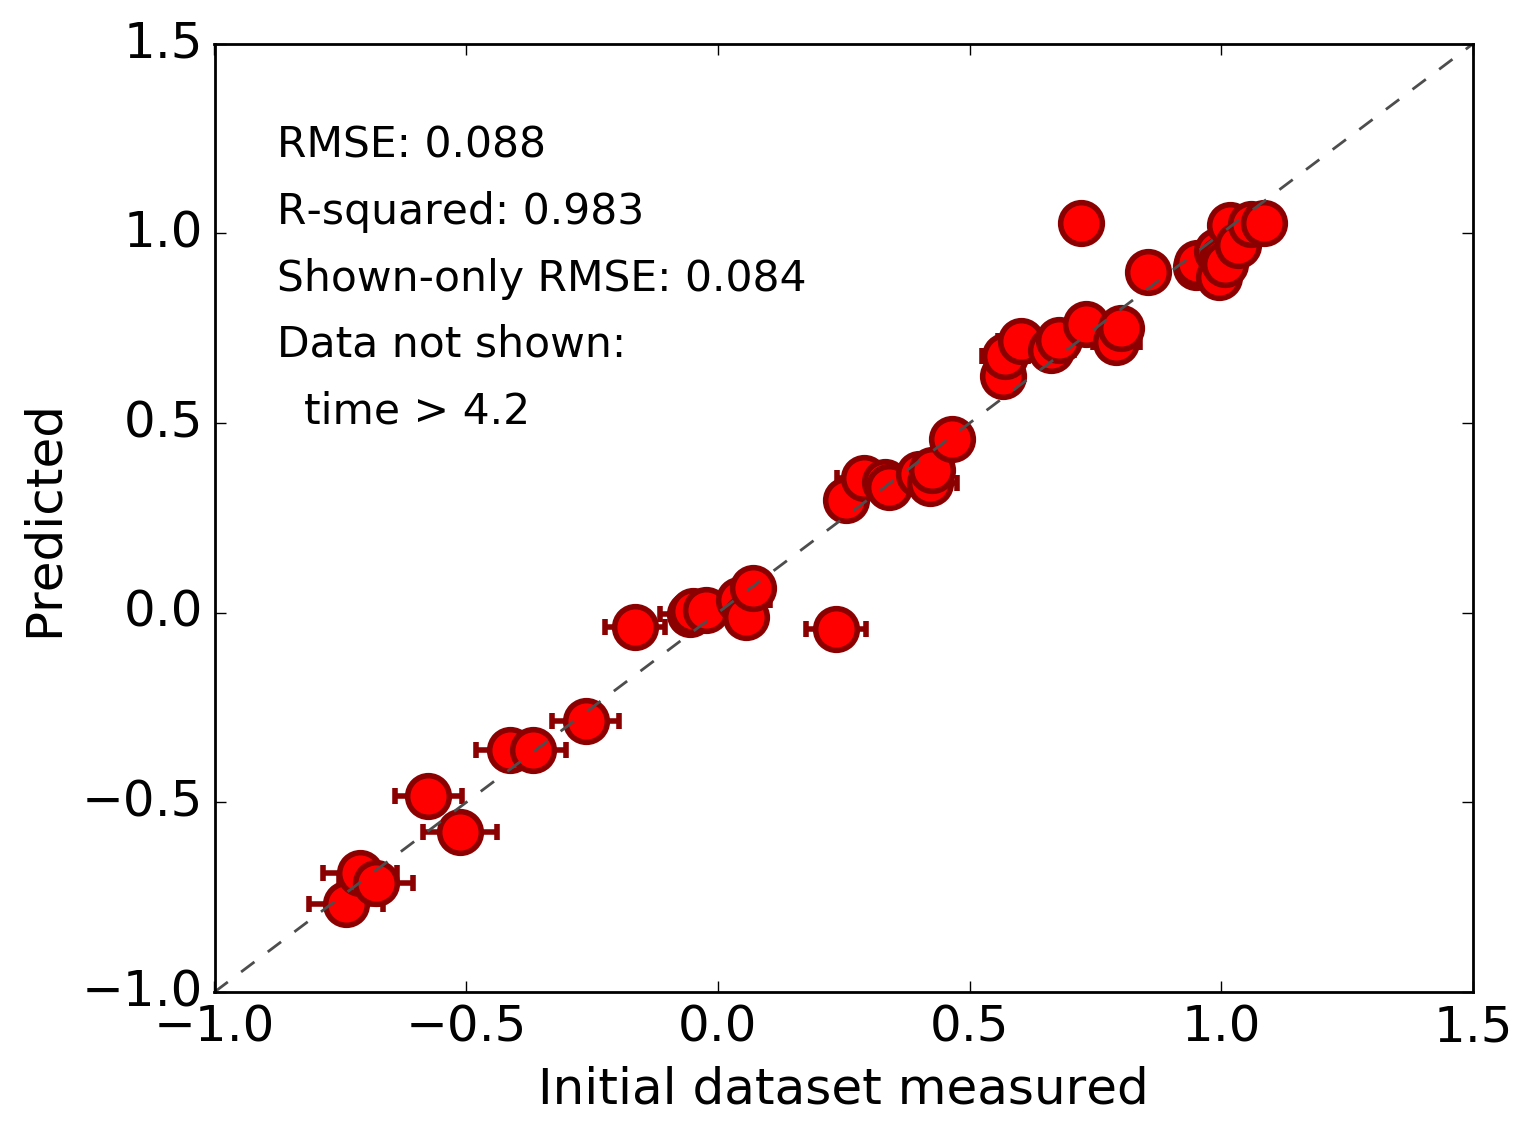 1.5
1.0
0.5
0.0
−0.5
−1.0
RMSE: 0.088
R-squared: 0.983
Shown-only RMSE: 0.084
Data not shown:
time > 4.2
Predicted
−1.0 −0.5 0.0 0.5 1.0 1.5
Initial dataset measured